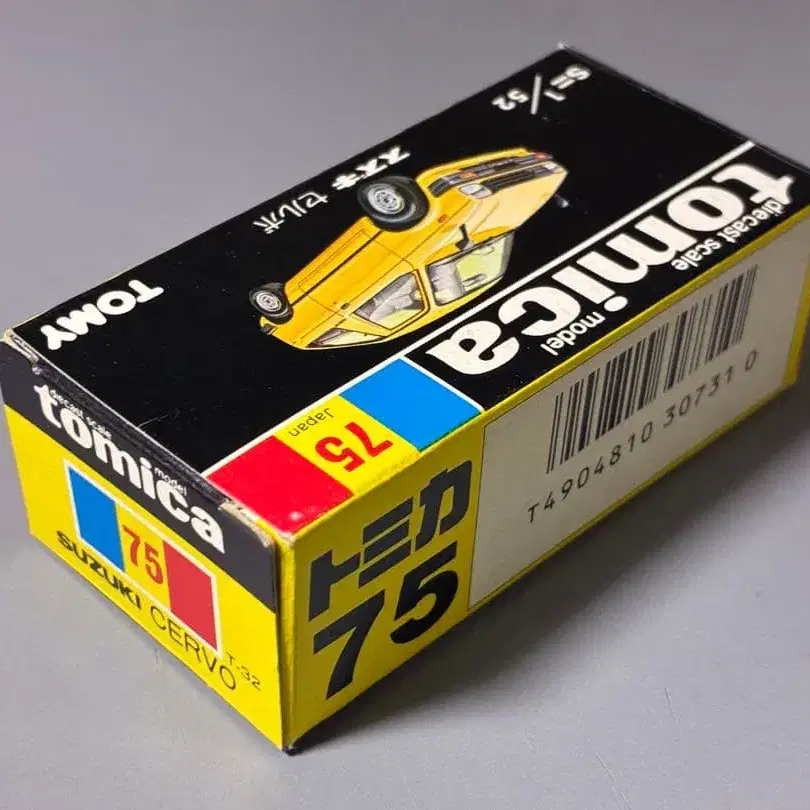 S=1/52
スズキ セルボ
TOMY
diecast scale model
tomica
75
Japan
diecast scale model
tomica
75
SUZUKI CERVO
T-32
トミカ
75
T4904810 30731 0